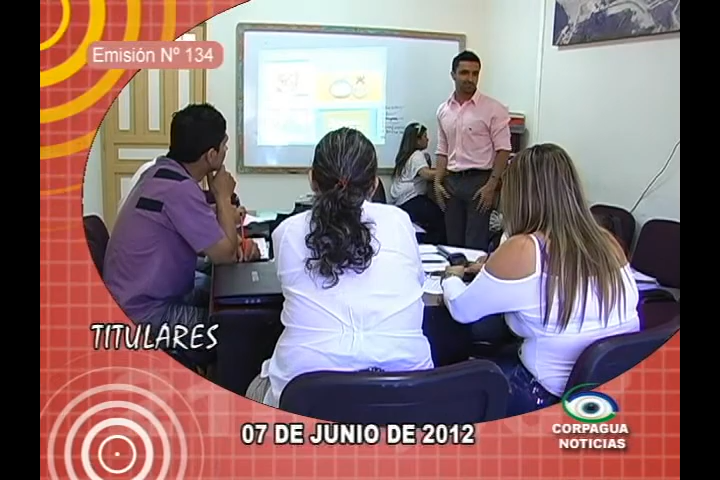 Emisión Nº 134
TITULARES
07 DE JUNIO DE 2012
CORPAGUA
NOTICIAS